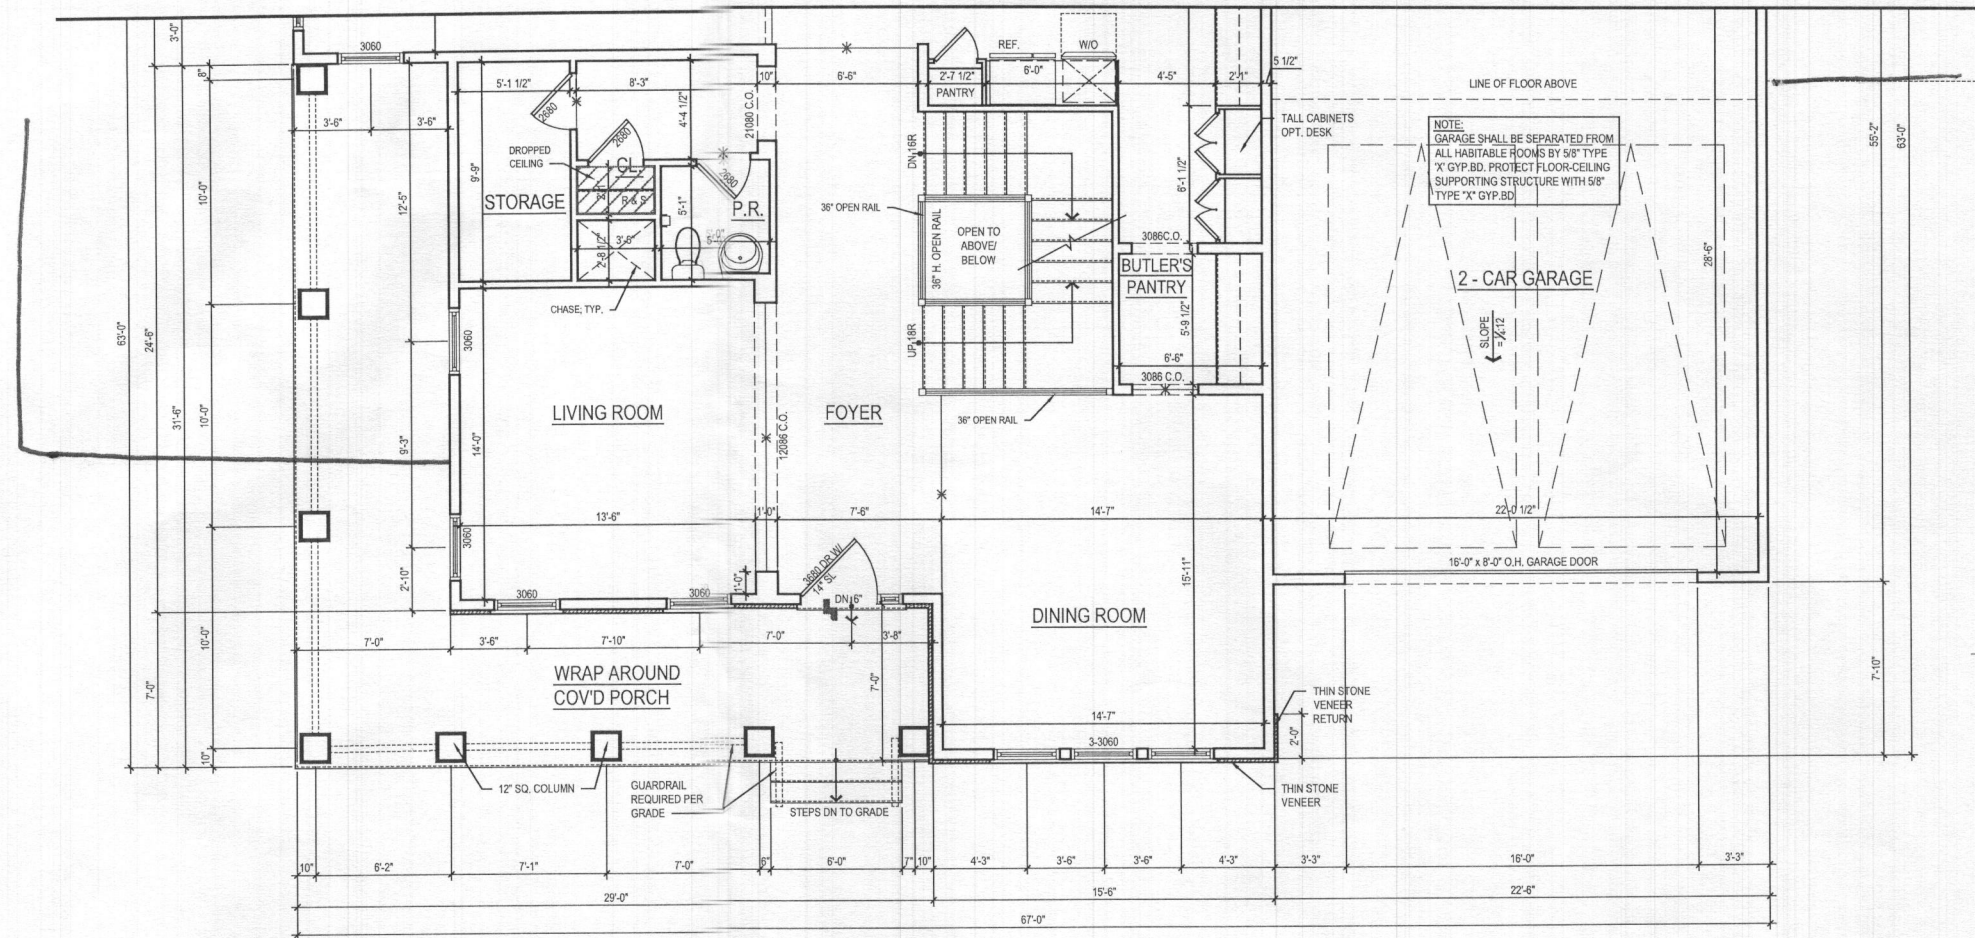 3060
REF.
W/O
3'-0"
8"
5'-1 1/2"
8'-3"
10"
6'-6"
2'-7 1/2"
PANTRY
6'-0"
4'-5"
2'-1"
5 1/2"
LINE OF FLOOR ABOVE
3'-6"
3'-6"
2680
2680
4'-4 1/2"
21080 C.O.
DN.16R
TALL CABINETS
OPT. DESK
NOTE:
GARAGE SHALL BE SEPARATED FROM
ALL HABITABLE ROOMS BY 5/8" TYPE
'X' GYP.BD. PROTECT FLOOR-CEILING
SUPPORTING STRUCTURE WITH 5/8"
TYPE "X" GYP.BD
55'-2"
63'-0"
DROPPED
CEILING
CL.
2680
9'-9"
10'-0"
12'-5"
STORAGE
R & S
5'-1"
P.R.
6'-1 1/2"
36" OPEN RAIL
36" H. OPEN RAIL
OPEN TO
ABOVE/
BELOW
3'-5"
2'-8 1/2"
3086C.O.
BUTLER'S
PANTRY
28'-6"
2 - CAR GARAGE
CHASE; TYP.
63'-0"
24'-6"
3060
UP.18R
5'-9 1/2"
SLOPE
= 1/4:12
6'-6"
3086 C.O.
31'-6"
10'-0"
9'-3"
LIVING ROOM
14'-0"
12086 C.O.
FOYER
36" OPEN RAIL
13'-6"
1'-0"
7'-6"
14'-7"
22'-0 1/2"
3060
3680 DR W/
14" SL
15'-11"
16'-0" x 8'-0" O.H. GARAGE DOOR
2'-10"
3060
3060
1'-0"
DN. 6"
DINING ROOM
10'-0"
7'-0"
3'-6"
7'-10"
7'-0"
3'-8"
7'-0"
7'-0"
7'-10"
WRAP AROUND
COV'D PORCH
THIN STONE
VENEER
RETURN
14'-7"
2'-0"
3-3060
10"
12" SQ. COLUMN
GUARDRAIL
REQUIRED PER
GRADE
STEPS DN TO GRADE
THIN STONE
VENEER
10"
6'-2"
7'-1"
7'-0"
6"
6'-0"
7"
10"
4'-3"
3'-6"
3'-6"
4'-3"
3'-3"
16'-0"
3'-3"
29'-0"
15'-6"
22'-6"
67'-0"